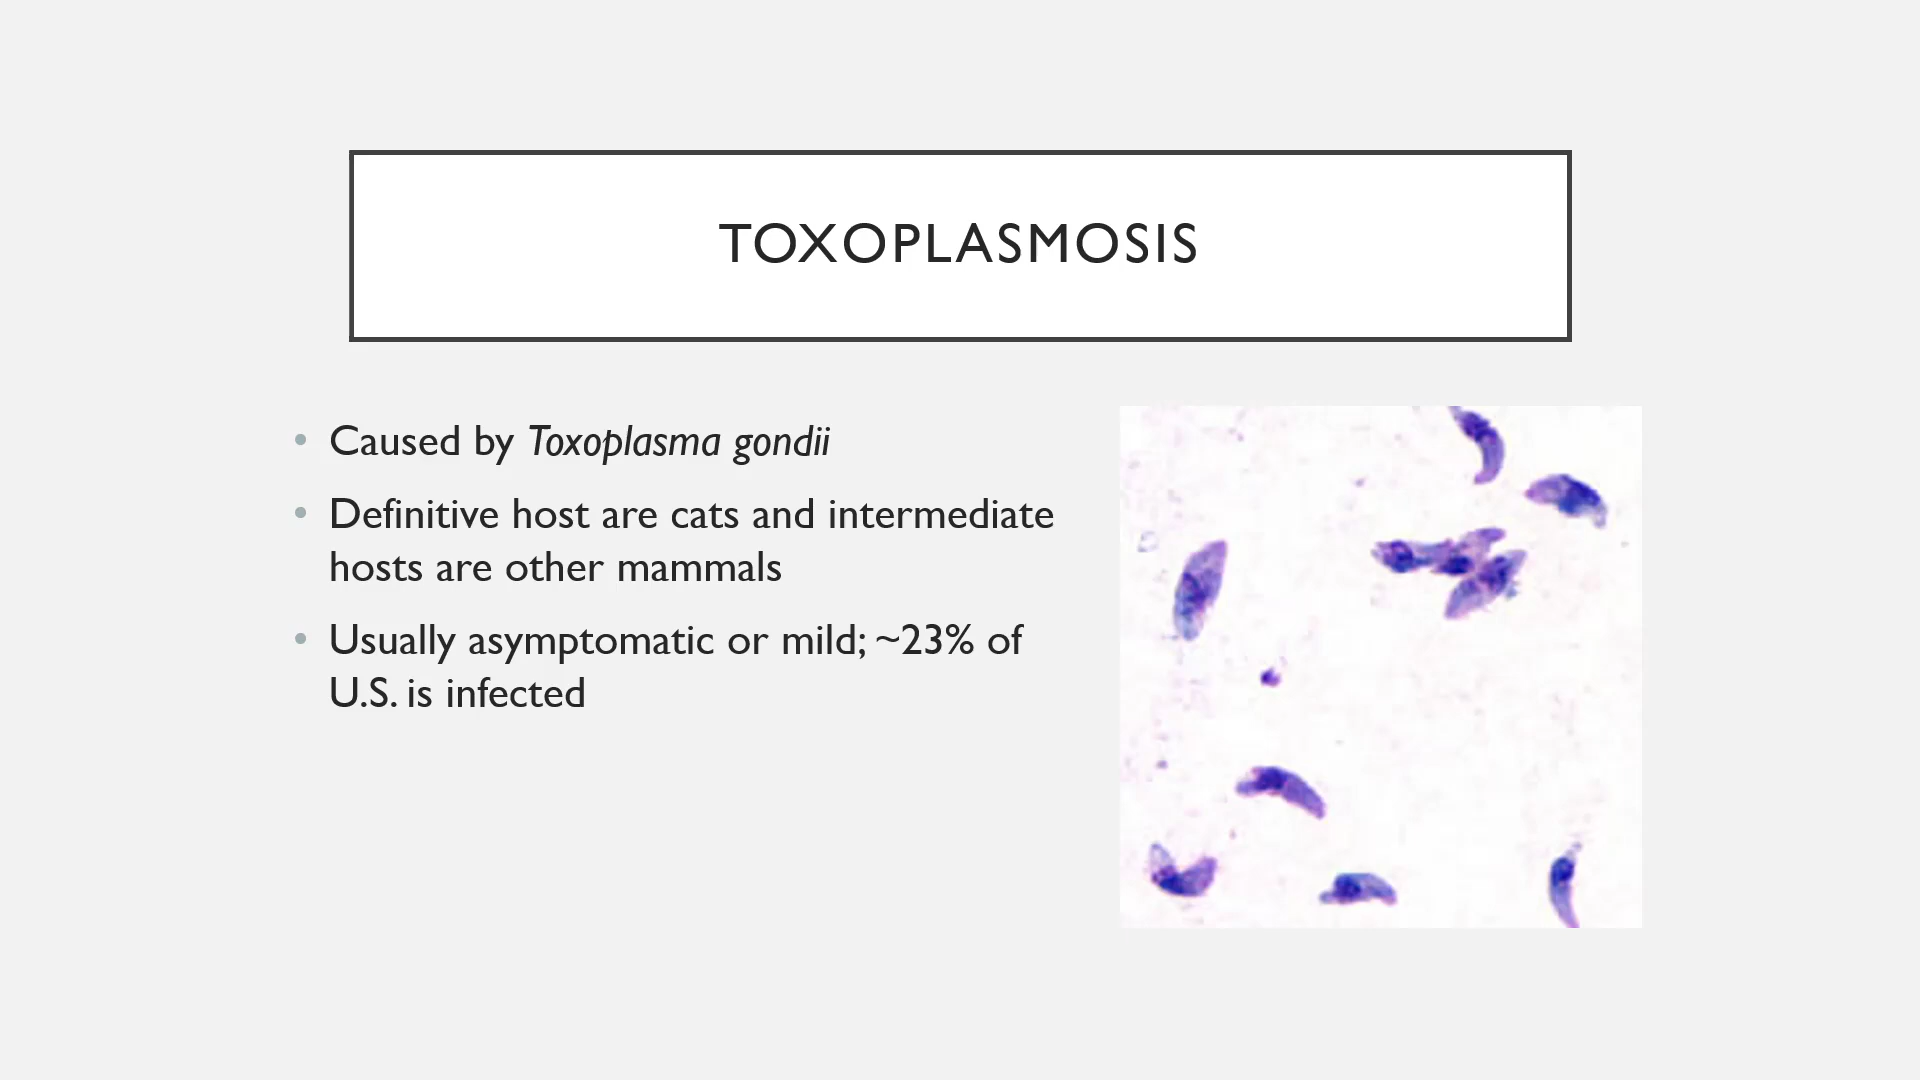 TOXOPLASMOSIS
• Caused by Toxoplasma gondii
• Definitive host are cats and intermediate
hosts are other mammals
• Usually asymptomatic or mild; ~23% of
U.S. is infected